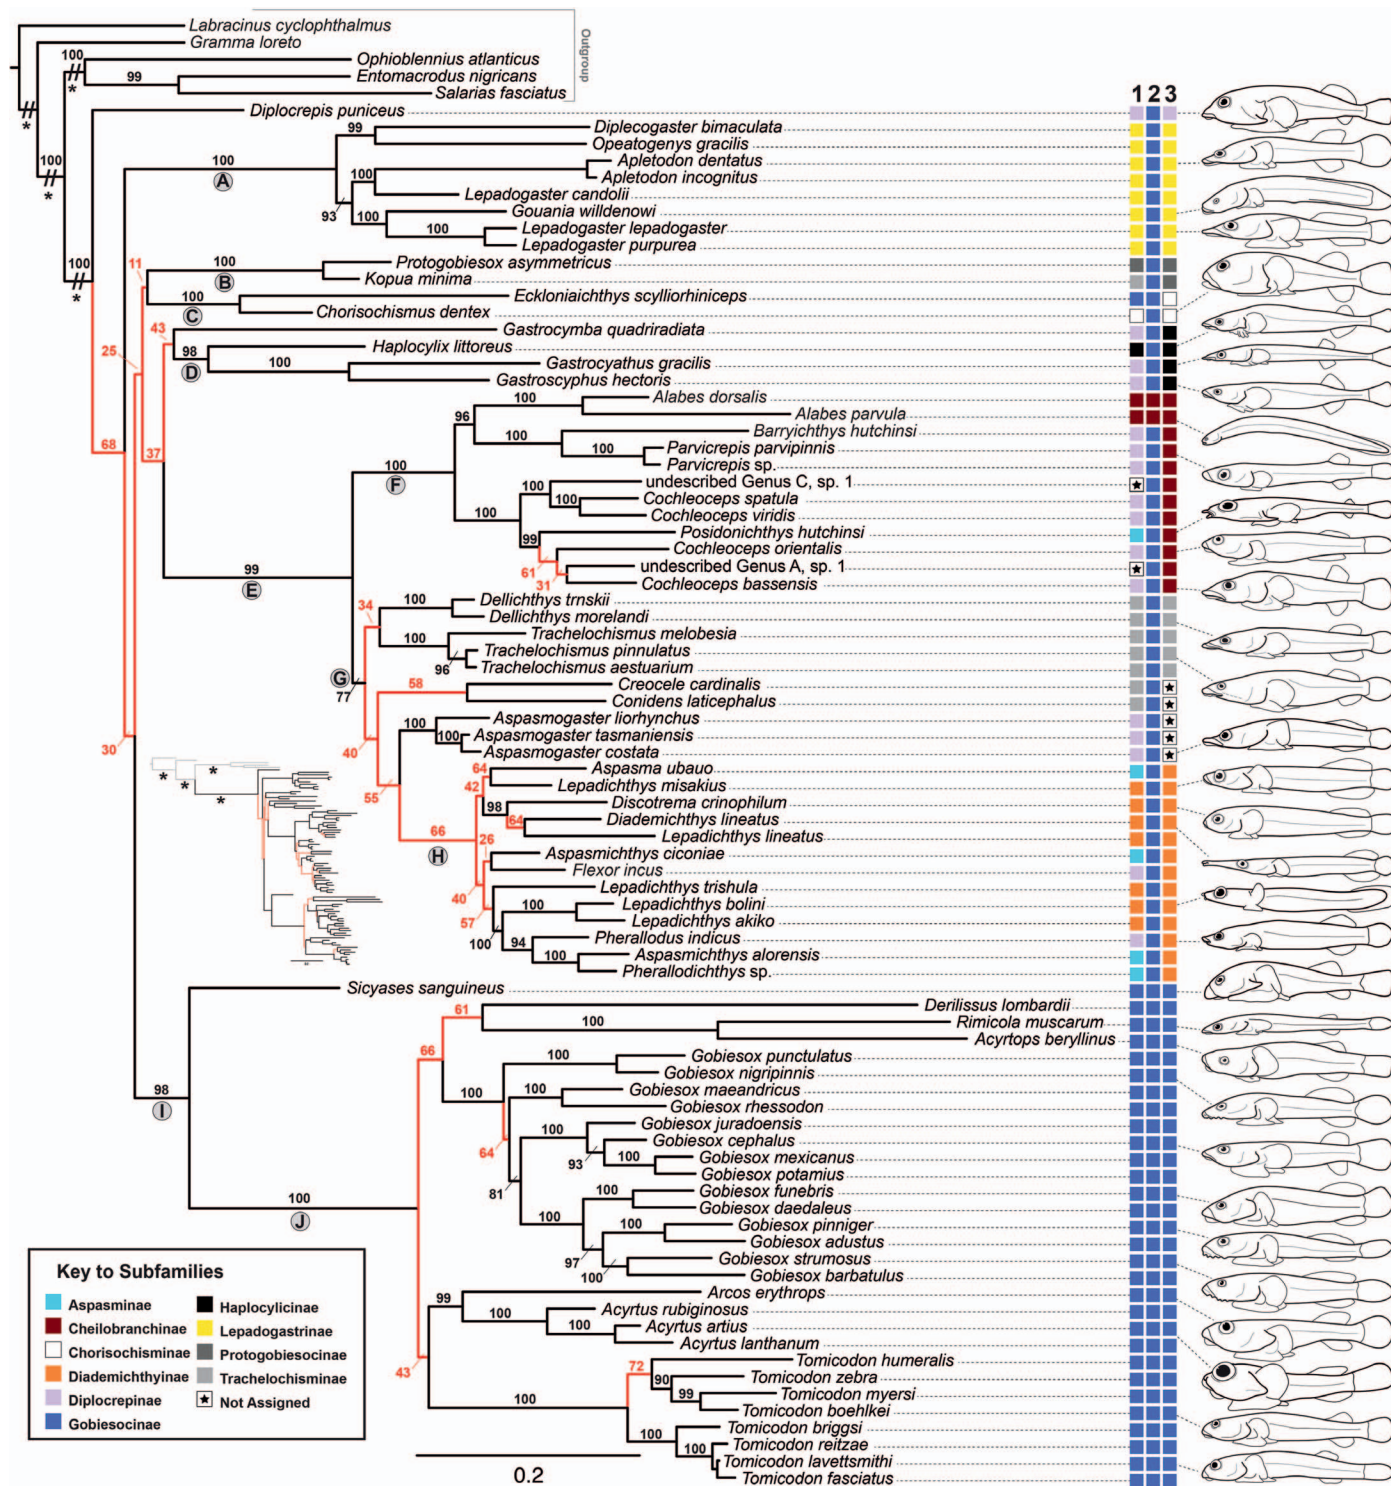 Labracinus cyclophthalmus
Gramma loreto
100
Ophioblennius atlanticus
99
Entomacrodus nigricans
Salarias fasciatus
Outgroup
*
*
100
*
100
*
1 2 3
Diplocrepis puniceus
99
Diplecogaster bimaculata
Opeatogenys gracilis
100
A
Apletodon dentatus
100
Apletodon incognitus
93
Lepadogaster candolii
Gouania willdenowi
100
100
Lepadogaster lepadogaster
Lepadogaster purpurea
11
100
B
Protogobiesox asymmetricus
Kopua minima
100
C
Eckloniaichthys scylliorhiniceps
Chorisochismus dentex
43
Gastrocymba quadriradiata
25
98
D
Haplocylix littoreus
100
Gastrocyathus gracilis
Gastroscyphus hectoris
100
Alabes dorsalis
96
Alabes parvula
68
37
100
Barryichthys hutchinsi
100
Parvicrepis parvipinnis
100
F
Parvicrepis sp.
100
undescribed Genus C, sp. 1
100
Cochleoceps spatula
100
Cochleoceps viridis
99
Posidonichthys hutchinsi
61
Cochleoceps orientalis
undescribed Genus A, sp. 1
31
Cochleoceps bassensis
99
E
34
100
Dellichthys trnskii
Dellichthys morelandi
100
Trachelochismus melobesia
96
Trachelochismus pinnulatus
Trachelochismus aestuarium
G
77
58
Creocele cardinalis
Conidens laticephalus
100
Aspasmogaster liorhynchus
100
Aspasmogaster tasmaniensis
40
Aspasmogaster costata
30
55
64
Aspasma ubauo
42
Lepadichthys misakius
98
Discotrema crinophilum
64
Diademichthys lineatus
66
H
Lepadichthys lineatus
26
Aspasmichthys ciconiae
Flexor incus
40
Lepadichthys trishula
57
100
Lepadichthys bolini
Lepadichthys akiko
100
94
Pherallodus indicus
100
Aspasmichthys alorensis
Pherallodichthys sp.
* * * *
98
I
Sicyases sanguineus
61
Derilissus lombardii
100
Rimicola muscarum
Acyrtops beryllinus
66
100
Gobiesox punctulatus
Gobiesox nigripinnis
100
100
Gobiesox maeandricus
Gobiesox rhessodon
64
100
Gobiesox juradoensis
Gobiesox cephalus
93
100
Gobiesox mexicanus
Gobiesox potamius
81
100
Gobiesox funebris
Gobiesox daedaleus
100
100
Gobiesox pinniger
Gobiesox adustus
97
Gobiesox strumosus
100
Gobiesox barbatulus
100
J
99
Arcos erythrops
100
Acyrtus rubiginosus
100
Acyrtus artius
Acyrtus lanthanum
43
72
Tomicodon humeralis
90
Tomicodon zebra
99
Tomicodon myersi
Tomicodon boehlkei
100
100
Tomicodon briggsi
100
Tomicodon reitzae
Tomicodon lavettsmithi
Tomicodon fasciatus
0.2
Key to Subfamilies
Aspasminae
Cheilobranchinae
Chorisochisminae
Diademichthyinae
Diplocrepinae
Gobiesocinae
Haplocylicinae
Lepadogastrinae
Protogobiesocinae
Trachelochisminae
Not Assigned